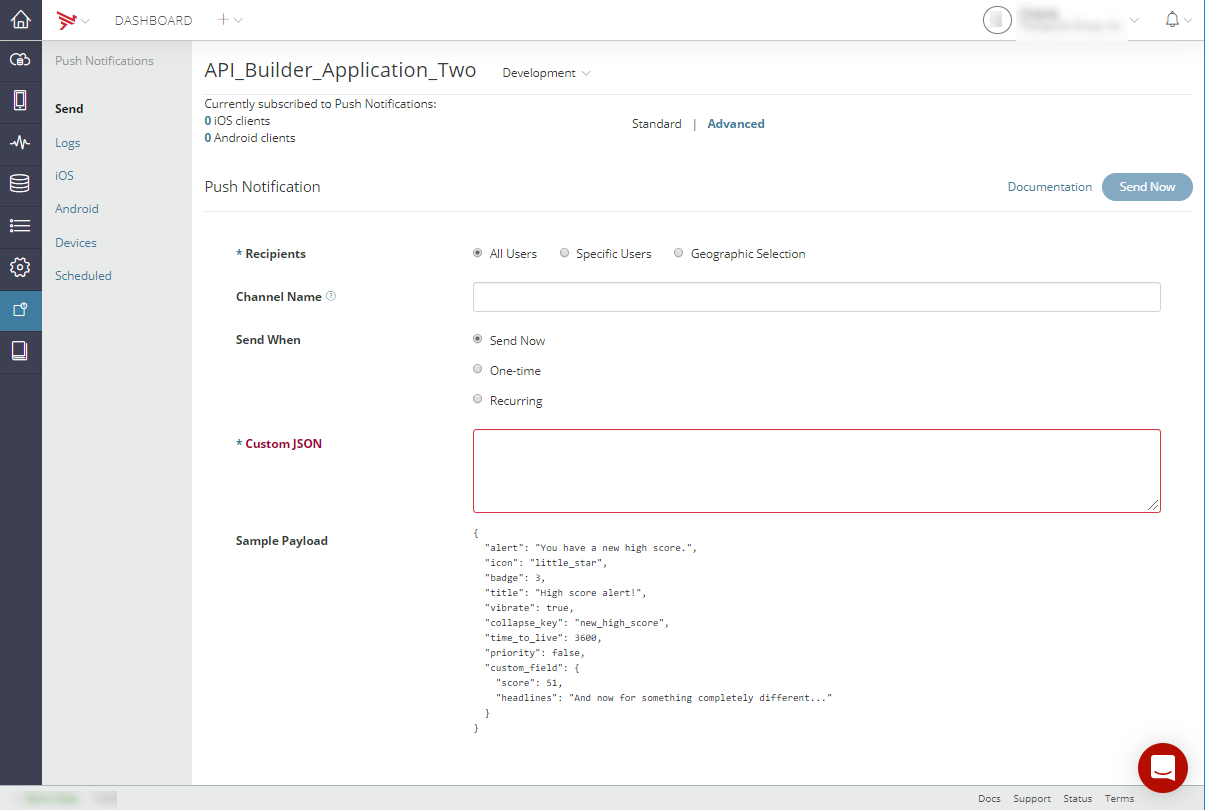 DASHBOARD
Push Notifications
Send
Logs
iOS
Android
Devices
Scheduled
API_Builder_Application_Two Development
Currently subscribed to Push Notifications:
0 iOS clients
0 Android clients
Standard | Advanced
Push Notification Documentation Send Now
* Recipients All Users Specific Users Geographic Selection
Channel Name ?
Send When Send Now
One-time
Recurring
* Custom JSON
Sample Payload
{
"alert": "You have a new high score.",
"icon": "little_star",
"badge": 3,
"title": "High score alert!",
"vibrate": true,
"collapse_key": "new_high_score",
"time_to_live": 3600,
"priority": false,
"custom_field": {
"score": 51,
"headlines": "And now for something completely different..."
}
}
Docs Support Status Terms